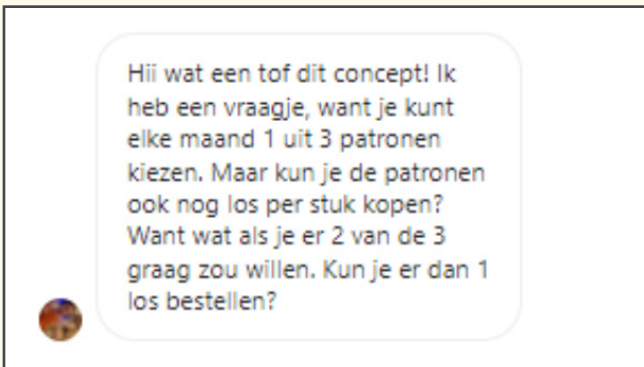 Hii wat een tof dit concept! Ik
heb een vraagje, want je kunt
elke maand 1 uit 3 patronen
kiezen. Maar kun je de patronen
ook nog los per stuk kopen?
Want wat als je er 2 van de 3
graag zou willen. Kun je er dan 1
los bestellen?